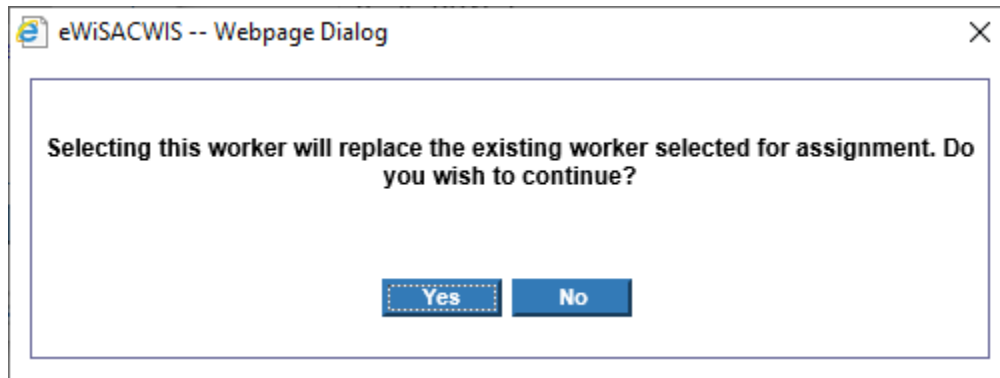 eWiSACWIS -- Webpage Dialog
Selecting this worker will replace the existing worker selected for assignment. Do
you wish to continue?
Yes
No